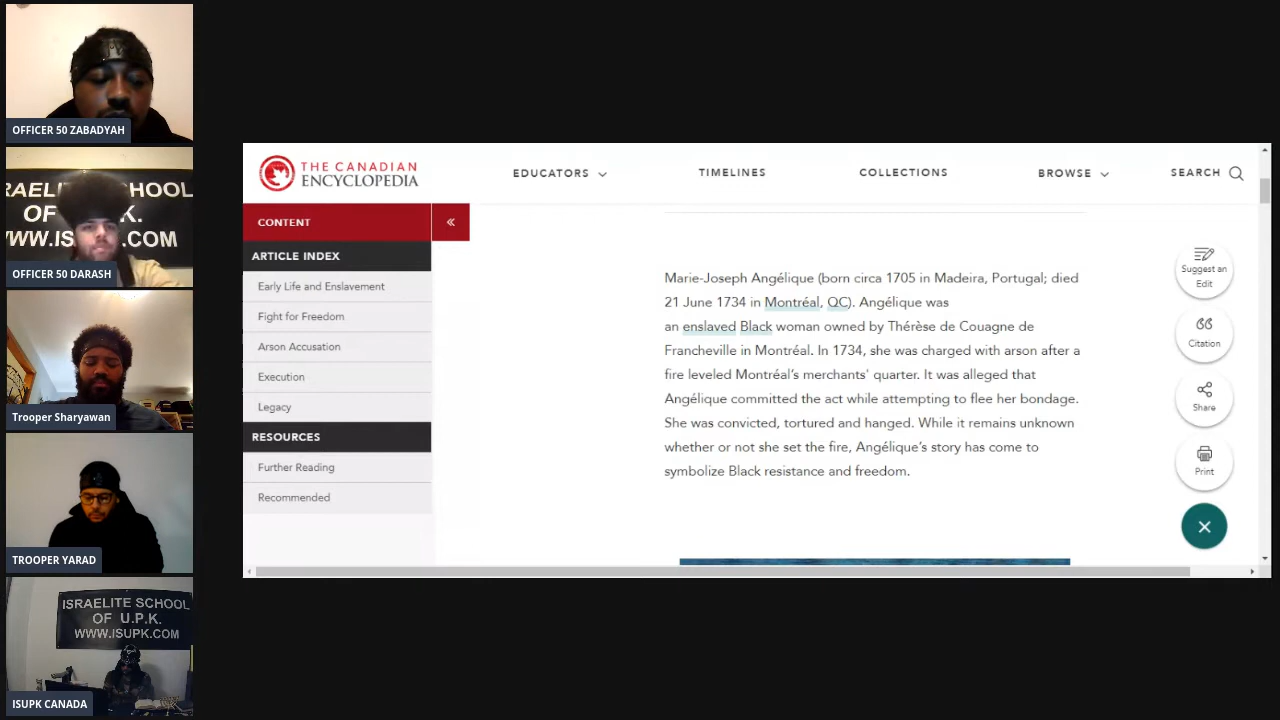 OFFICER 50 ZABADYAH
RAELITE SCHOOL
OF U.P.K.
WWW.ISUPK.COM
OFFICER 50 DARASH
Trooper Sharyawan
TROOPER YARAD
ISRAELITE SCHOOL
OF U.P.K.
WWW.ISUPK.COM
ISUPK CANADA
THE CANADIAN
ENCYCLOPEDIA
EDUCATORS
TIMELINES
COLLECTIONS
BROWSE
SEARCH
CONTENT
«
ARTICLE INDEX
Early Life and Enslavement
Fight for Freedom
Arson Accusation
Execution
Legacy
RESOURCES
Further Reading
Recommended
Marie-Joseph Angélique (born circa 1705 in Madeira, Portugal; died
21 June 1734 in Montréal, QC). Angélique was
an enslaved Black woman owned by Thérèse de Couagne de
Francheville in Montréal. In 1734, she was charged with arson after a
fire leveled Montréal's merchants' quarter. It was alleged that
Angélique committed the act while attempting to flee her bondage.
She was convicted, tortured and hanged. While it remains unknown
whether or not she set the fire, Angélique's story has come to
symbolize Black resistance and freedom.
Suggest an
Edit
Citation
Share
Print